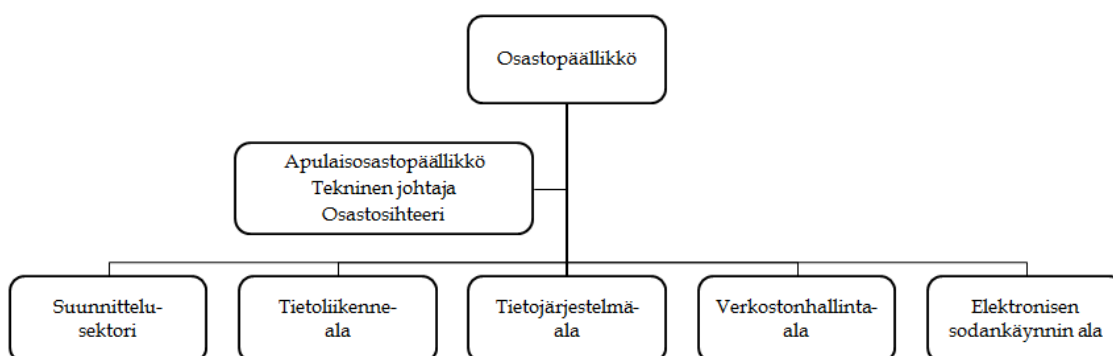 Osastopäällikkö
Apulaisosastopäällikkö
Tekninen johtaja
Osastosihteeri
Suunnittelu-
sektori
Tietoliikenne-
ala
Tietojärjestelmä-
ala
Verkostonhallinta-
ala
Elektronisen
sodankäynnin ala